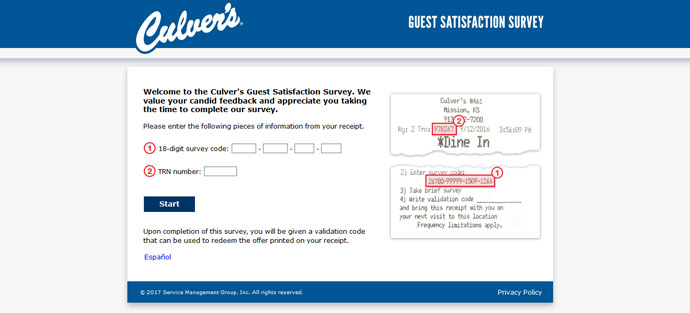 Culver's
GUEST SATISFACTION SURVEY
Welcome to the Culver's Guest Satisfaction Survey. We
value your candid feedback and appreciate you taking
the time to complete our survey.
Please enter the following pieces of information from your receipt.
1 18-digit survey code: - - -
2 TRN number:
Start
Upon completion of this survey, you will be given a validation code
that can be used to redeem the offer printed on your receipt.
Español
Culver's #461
Mission, KS
2
-7200
Rg: 2 Trn: 978267 9/12/2016 3:56:09 PM
*Dine In
1
2) Enter survey code:
26780-99999-1509-1266
3) Take brief survey
4) Write validation code
and bring this receipt with you on
your next visit to this location
Frequency limitations apply.
© 2017 Service Management Group, Inc. All rights reserved.
Privacy Policy